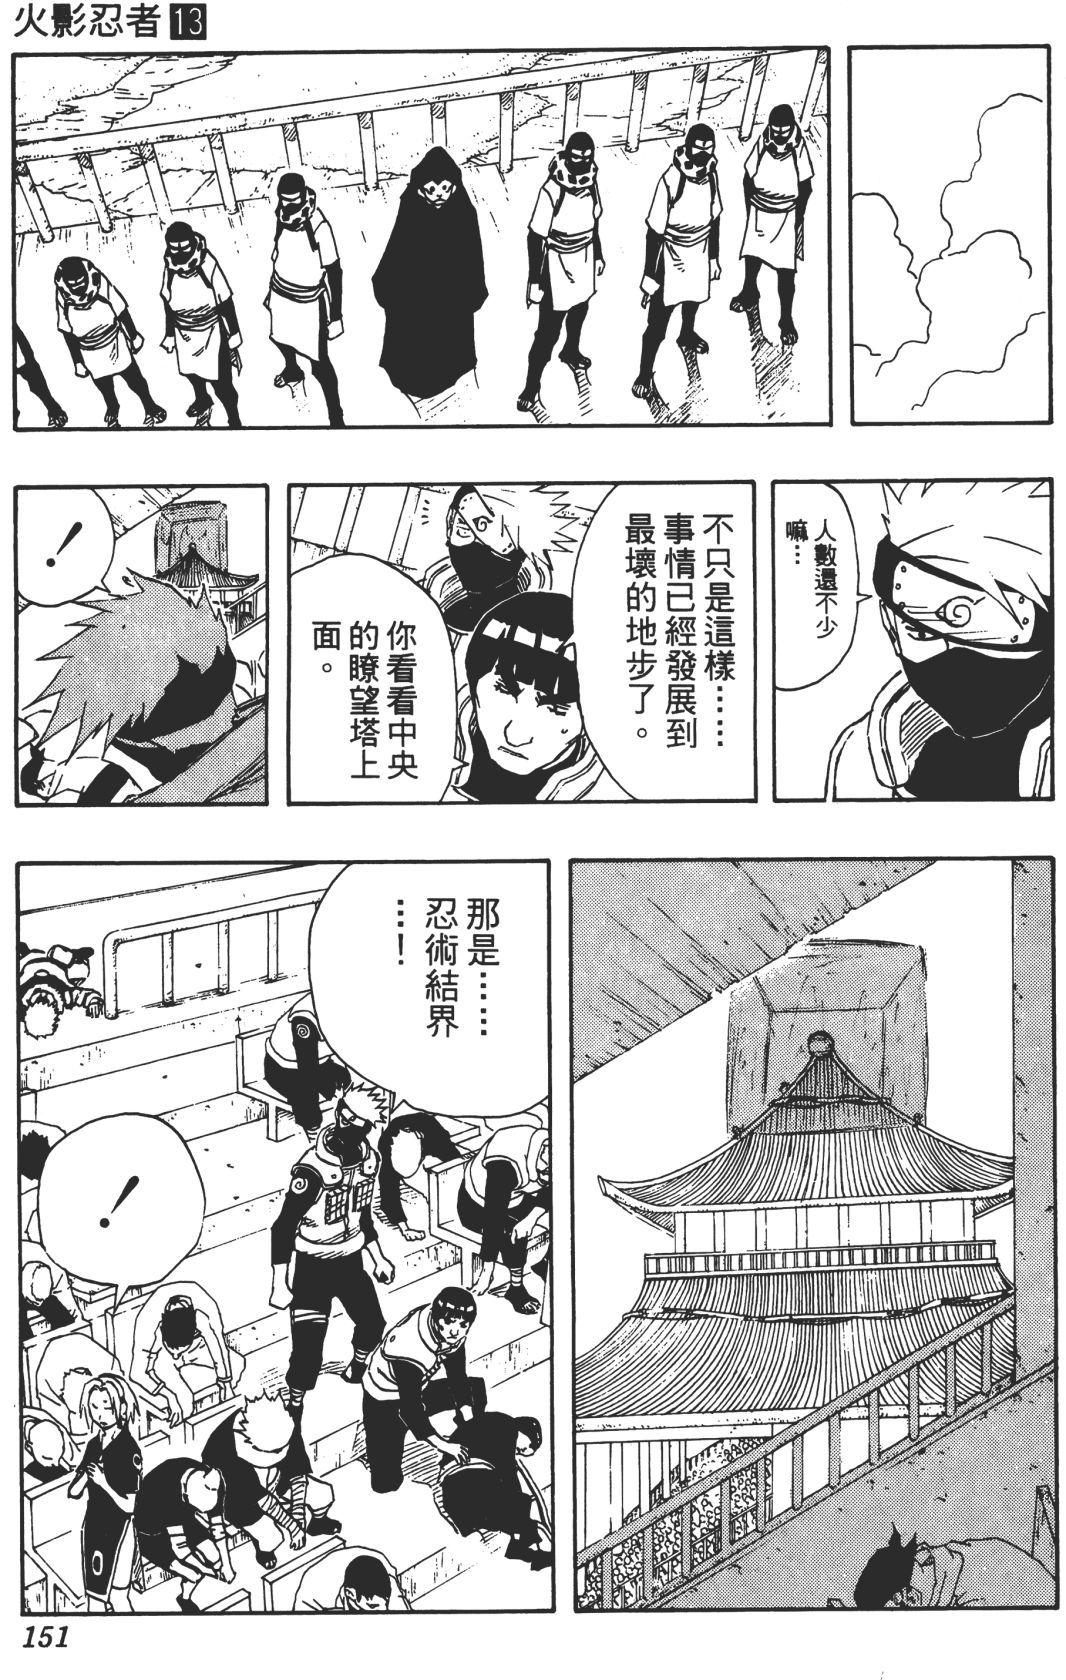 火影忍者 13
人數還不少
嘛…
不只是這樣……
事情已經發展到
最壞的地步了。
你看看中央
的瞭望塔上
面。
！
那是……
忍術結界
…！
！
151